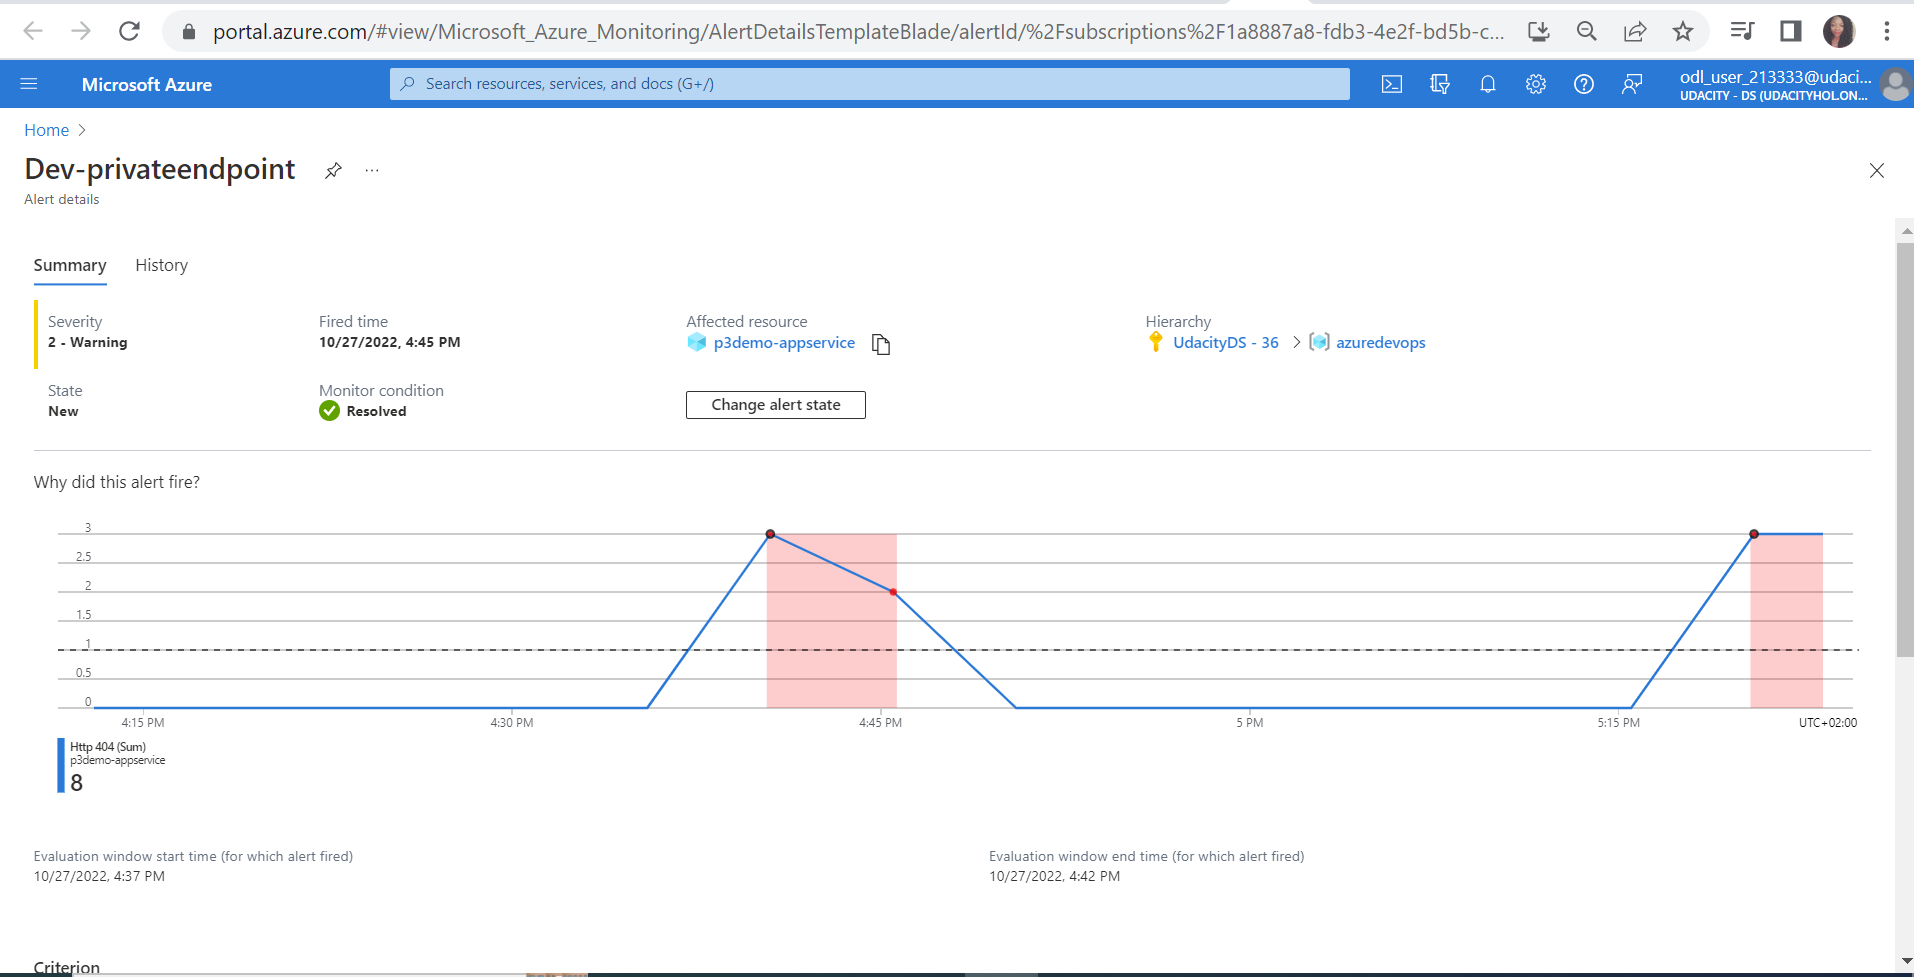 portal.azure.com/#view/Microsoft_Azure_Monitoring/AlertDetailsTemplateBlade/alertId/%2Fsubscriptions%2F1a8887a8-fdb3-4e2f-bd5b-c...
Microsoft Azure
Search resources, services, and docs (G+/)
odl_user_213333@udaci...
UDACITY - DS (UDACITYHOL.ON...
Home >
Dev-privateendpoint ...
Alert details
Summary History
Severity
2 - Warning
Fired time
10/27/2022, 4:45 PM
Affected resource
p3demo-appservice
Hierarchy
UdacityDS - 36 > azuredevops
State
New
Monitor condition
Resolved
Change alert state
Why did this alert fire?
3
2.5
2
1.5
1
0.5
0
4:15 PM 4:30 PM 4:45 PM 5 PM 5:15 PM UTC+02:00
Http 404 (Sum)
p3demo-appservice
8
Evaluation window start time (for which alert fired)
10/27/2022, 4:37 PM
Evaluation window end time (for which alert fired)
10/27/2022, 4:42 PM
Criterion